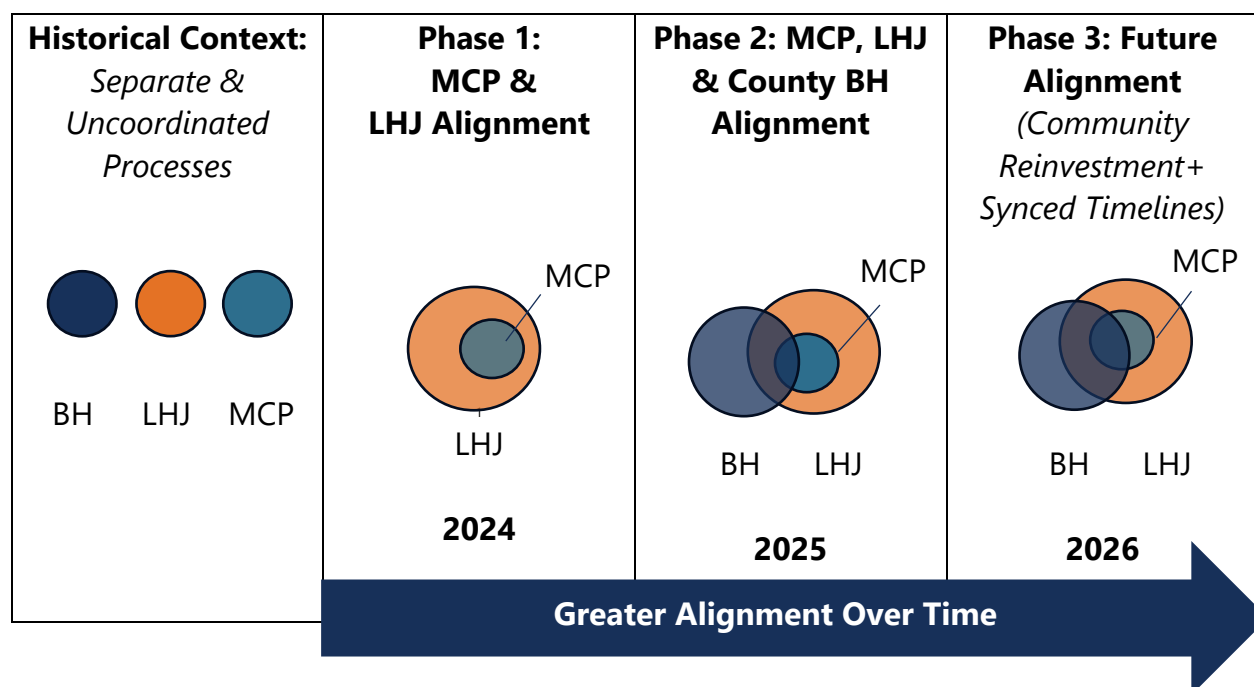 Historical Context:
Separate &
Uncoordinated
Processes
BH
LHJ
MCP
Phase 1:
MCP &
LHJ Alignment
MCP
LHJ
2024
Phase 2: MCP, LHJ
& County BH
Alignment
MCP
BH
LHJ
2025
Phase 3: Future
Alignment
(Community
Reinvestment+
Synced Timelines)
MCP
BH
LHJ
2026
Greater Alignment Over Time